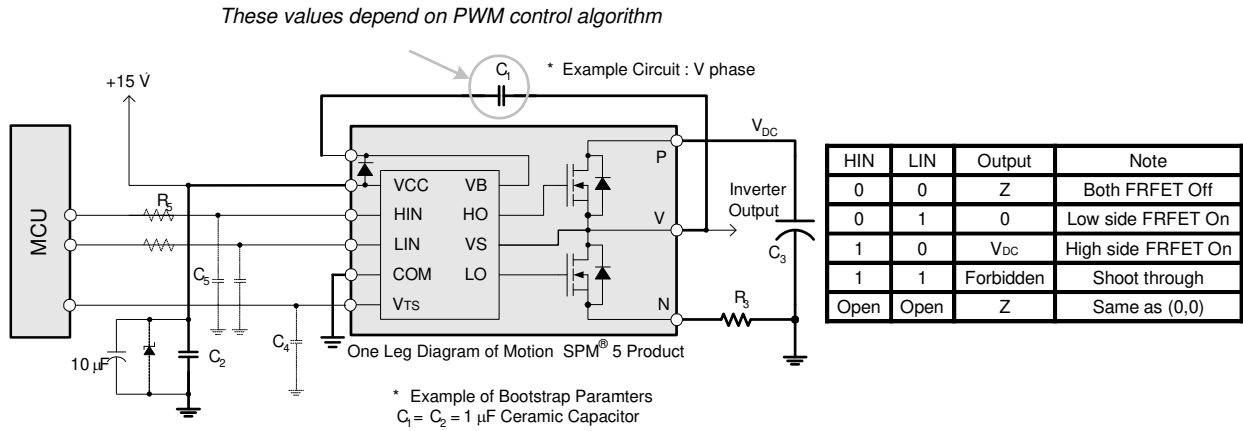 These values depend on PWM control algorithm
C1
* Example Circuit : V phase
+15 V
VDC
P
R5
VCC VB
HIN HO
LIN VS
COM LO
VTS
V
N
Inverter
Output
MCU
C5
C3
R3
10 µF
C2
C4
One Leg Diagram of Motion SPM® 5 Product
* Example of Bootstrap Paramters
C1 = C2 = 1 µF Ceramic Capacitor
HIN LIN Output Note
0 0 Z Both FRFET Off
0 1 0 Low side FRFET On
1 0 VDC High side FRFET On
1 1 Forbidden Shoot through
Open Open Z Same as (0,0)